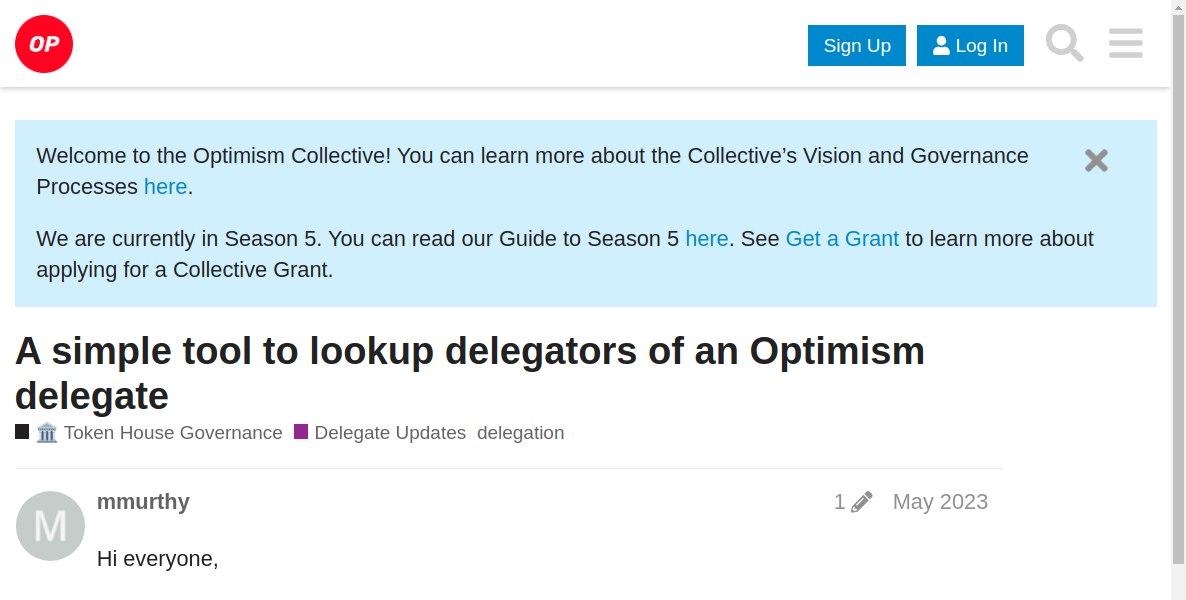 OP
Sign Up
Log In
Welcome to the Optimism Collective! You can learn more about the Collective’s Vision and Governance
Processes here.
We are currently in Season 5. You can read our Guide to Season 5 here. See Get a Grant to learn more about
applying for a Collective Grant.
A simple tool to lookup delegators of an Optimism
delegate
Token House Governance Delegate Updates delegation
M
mmurthy 1 May 2023
Hi everyone,